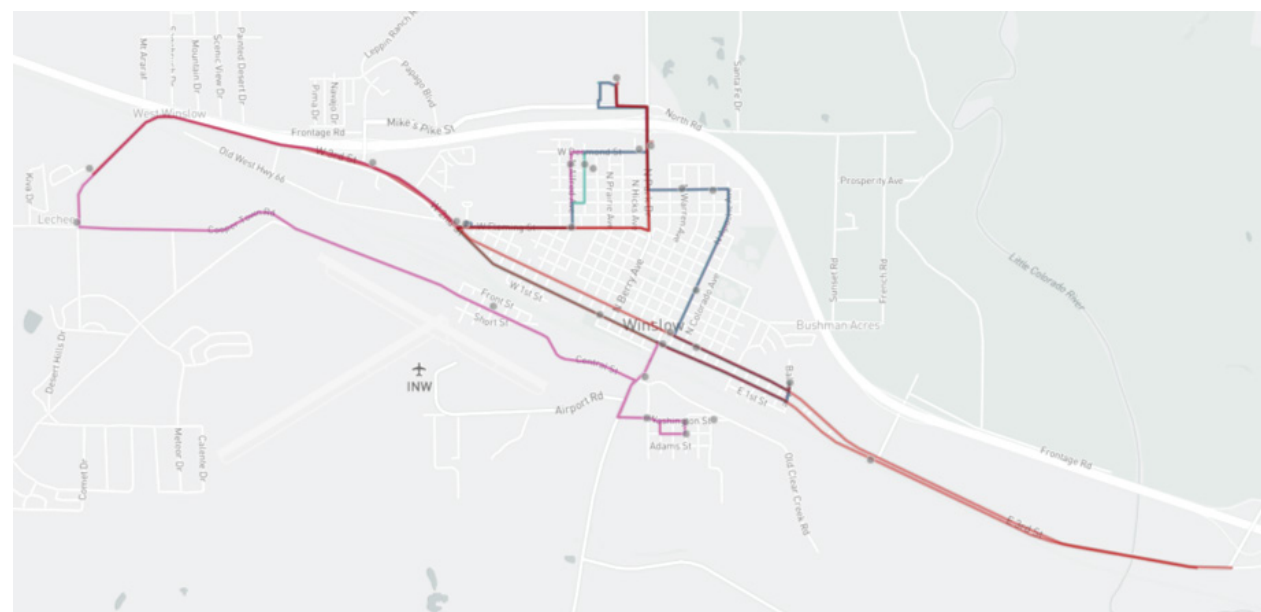 Mt Ararat
Mountain Dr
Scenic View Dr
Painted Desert Dr
Leppin Ranch
Papago Blvd
Pima Dr
Navajo Dr
Santa Fe Dr
West Winslow
Frontage Rd
Mike's Pike St
North Rd
W 3rd St
Old West Hwy 66
W Desmond St
N Prairie Ave
N Hicks Ave
N Warren Ave
Prosperity Ave
Kiva Dr
Lechee
W Fleming St
Sunset Rd
French Rd
Little Colorado River
W 1st St
N Berry Ave
N Colorado Ave
Front St
Short St
Winslow
Bushman Acres
Desert Hills Dr
INW
Central St
E 1st St
Airport Rd
Washington St
Adams St
Meteor Dr
Comet Dr
Old Clear Creek Rd
Frontage Rd
E 3rd St